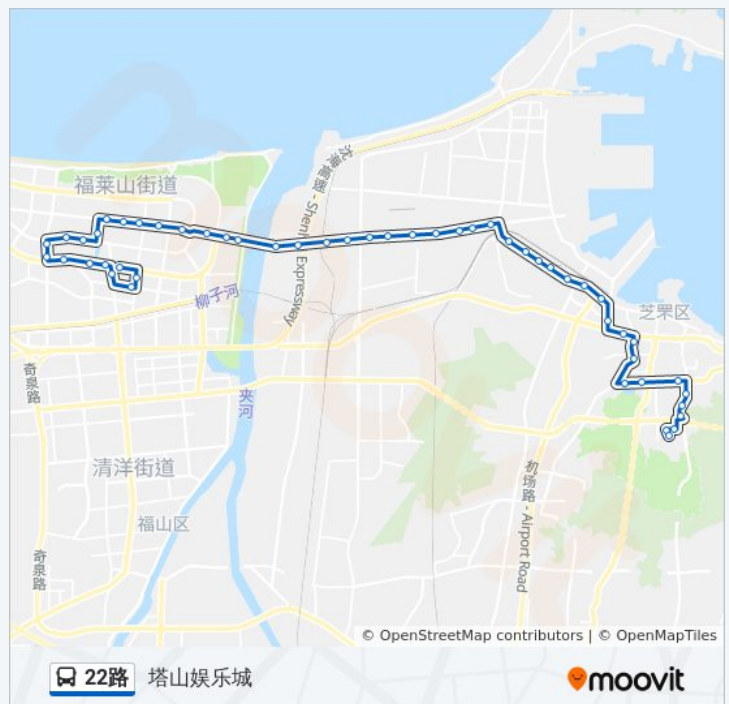 沈海高速 - Shenh Expressway
福莱山街道
柳子河
芝罘区
奇泉路
夹河
清洋街道
机场路 - Airport Road
福山区
奇泉路
© OpenStreetMap contributors | © OpenMapTiles
22路 塔山娱乐城
moovit